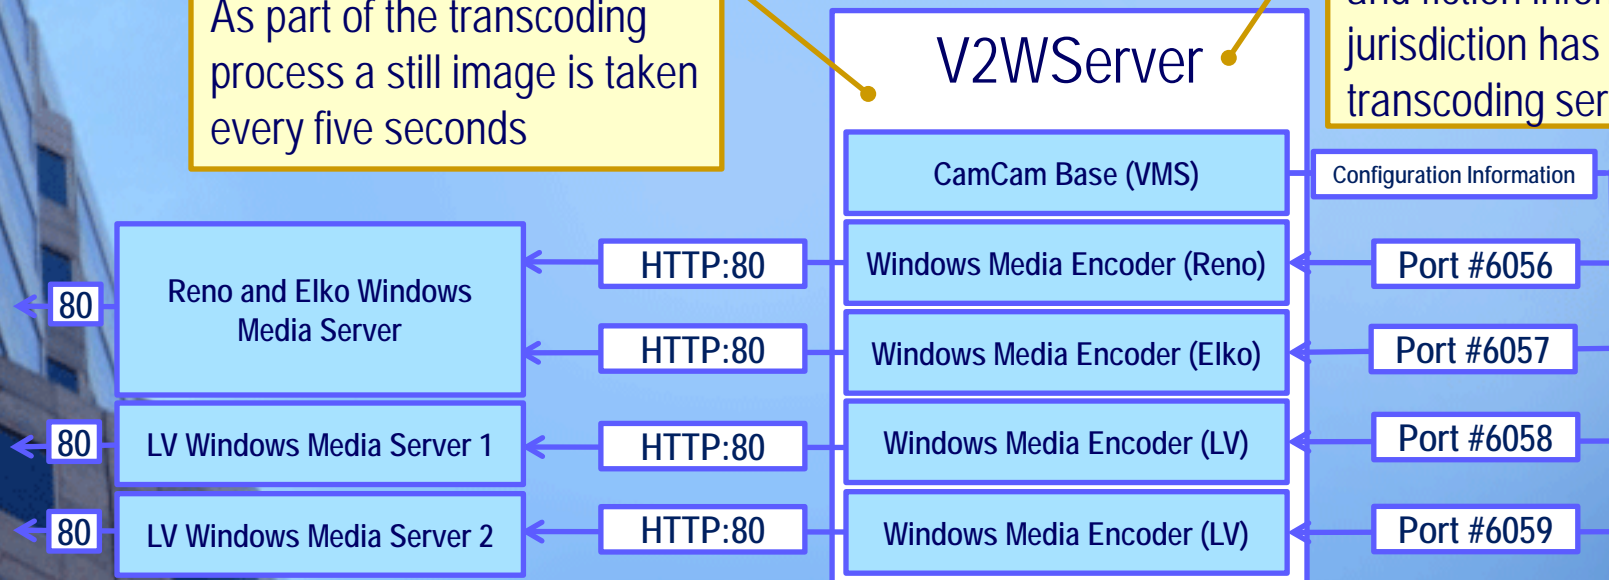 As part of the transcoding
process a still image is taken
every five seconds
V2WServer
jurisdiction has
transcoding ser
CamCam Base (VMS)
Configuration Information
Reno and Elko Windows
Media Server
80
HTTP:80
Windows Media Encoder (Reno)
Port #6056
HTTP:80
Windows Media Encoder (Elko)
Port #6057
80
LV Windows Media Server 1
HTTP:80
Windows Media Encoder (LV)
Port #6058
80
LV Windows Media Server 2
HTTP:80
Windows Media Encoder (LV)
Port #6059